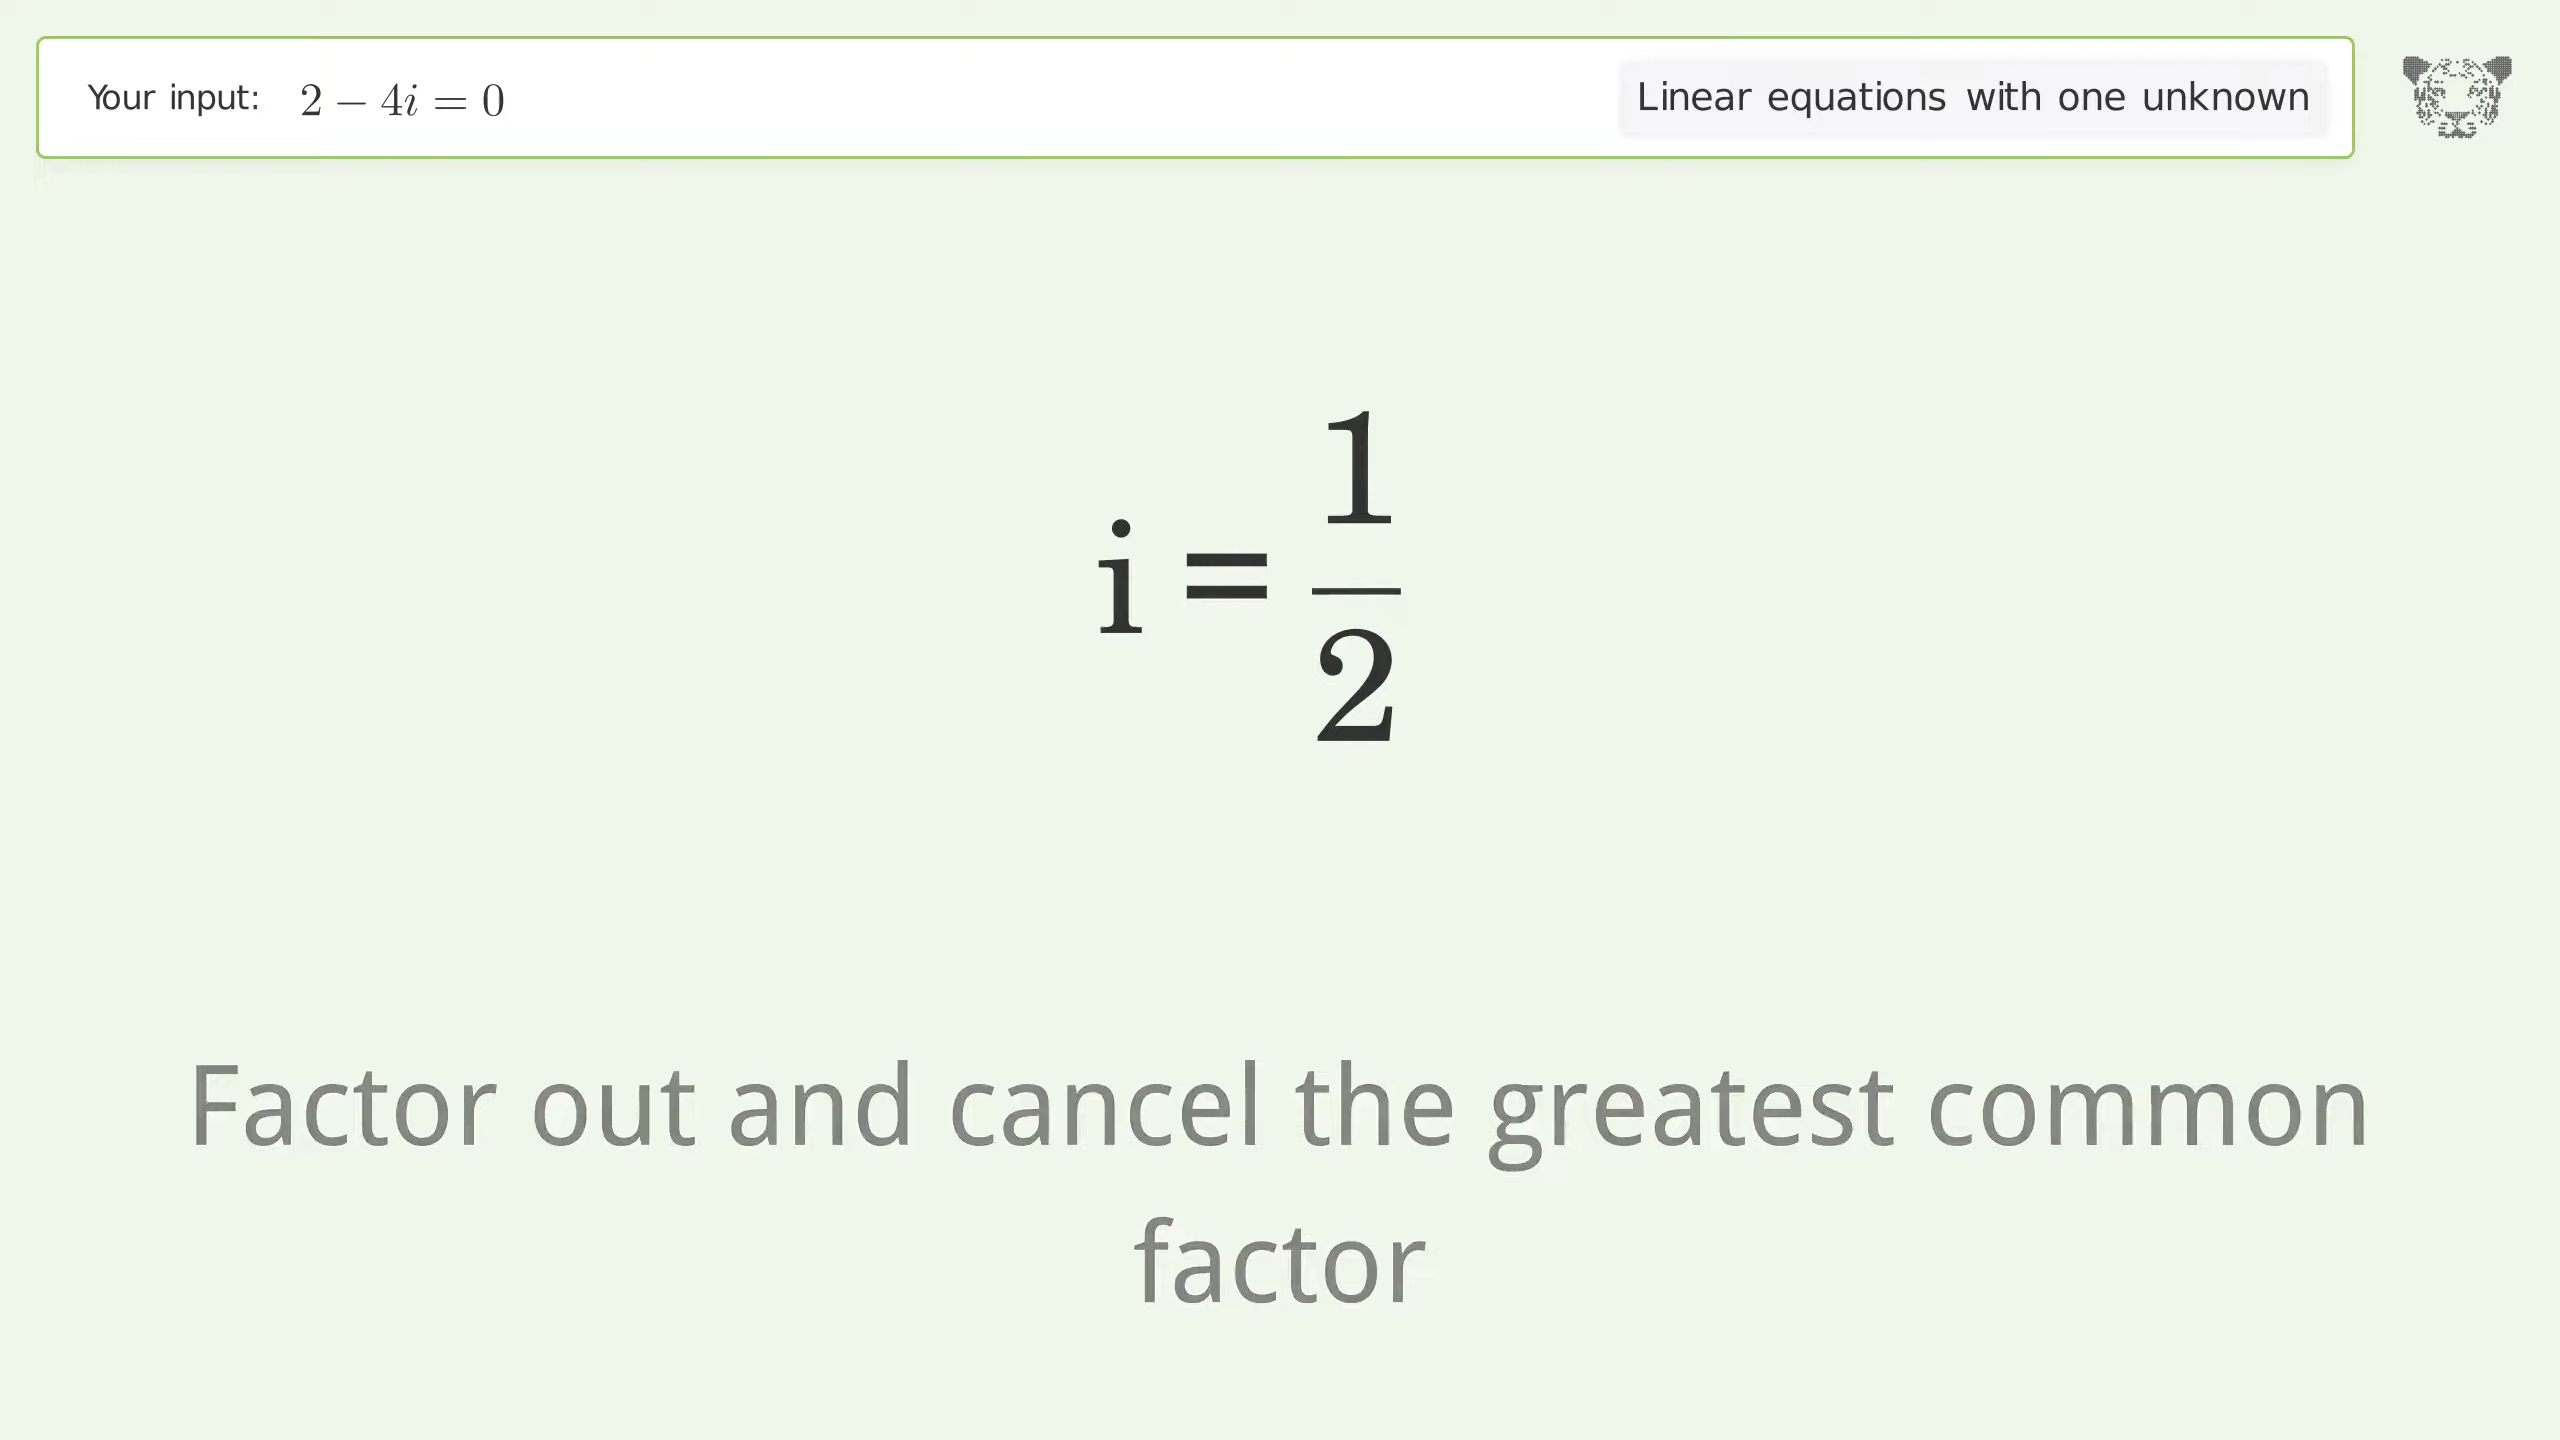 Your input: 2 − 4i = 0
Linear equations with one unknown
i = 1/2
Factor out and cancel the greatest common
factor